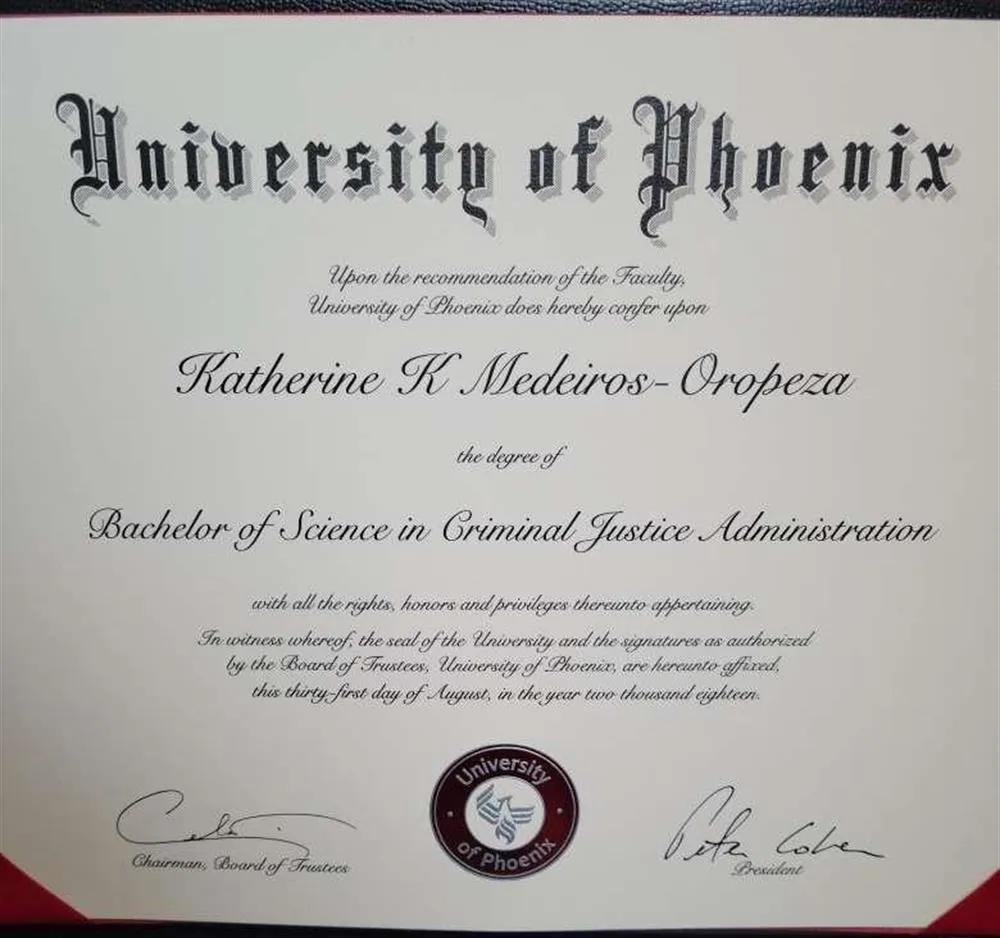 University of Phoenix
Upon the recommendation of the Faculty,
University of Phoenix does hereby confer upon
Katherine K Medeiros-Oropeza
the degree of
Bachelor of Science in Criminal Justice Administration
with all the rights, honors and privileges thereunto appertaining.
In witness whereof, the seal of the University and the signatures as authorized
by the Board of Trustees, University of Phoenix, are hereunto affixed,
this thirty-first day of August, in the year two thousand eighteen.
University
of Phoenix
Chairman, Board of Trustees
Peter Cohen
President